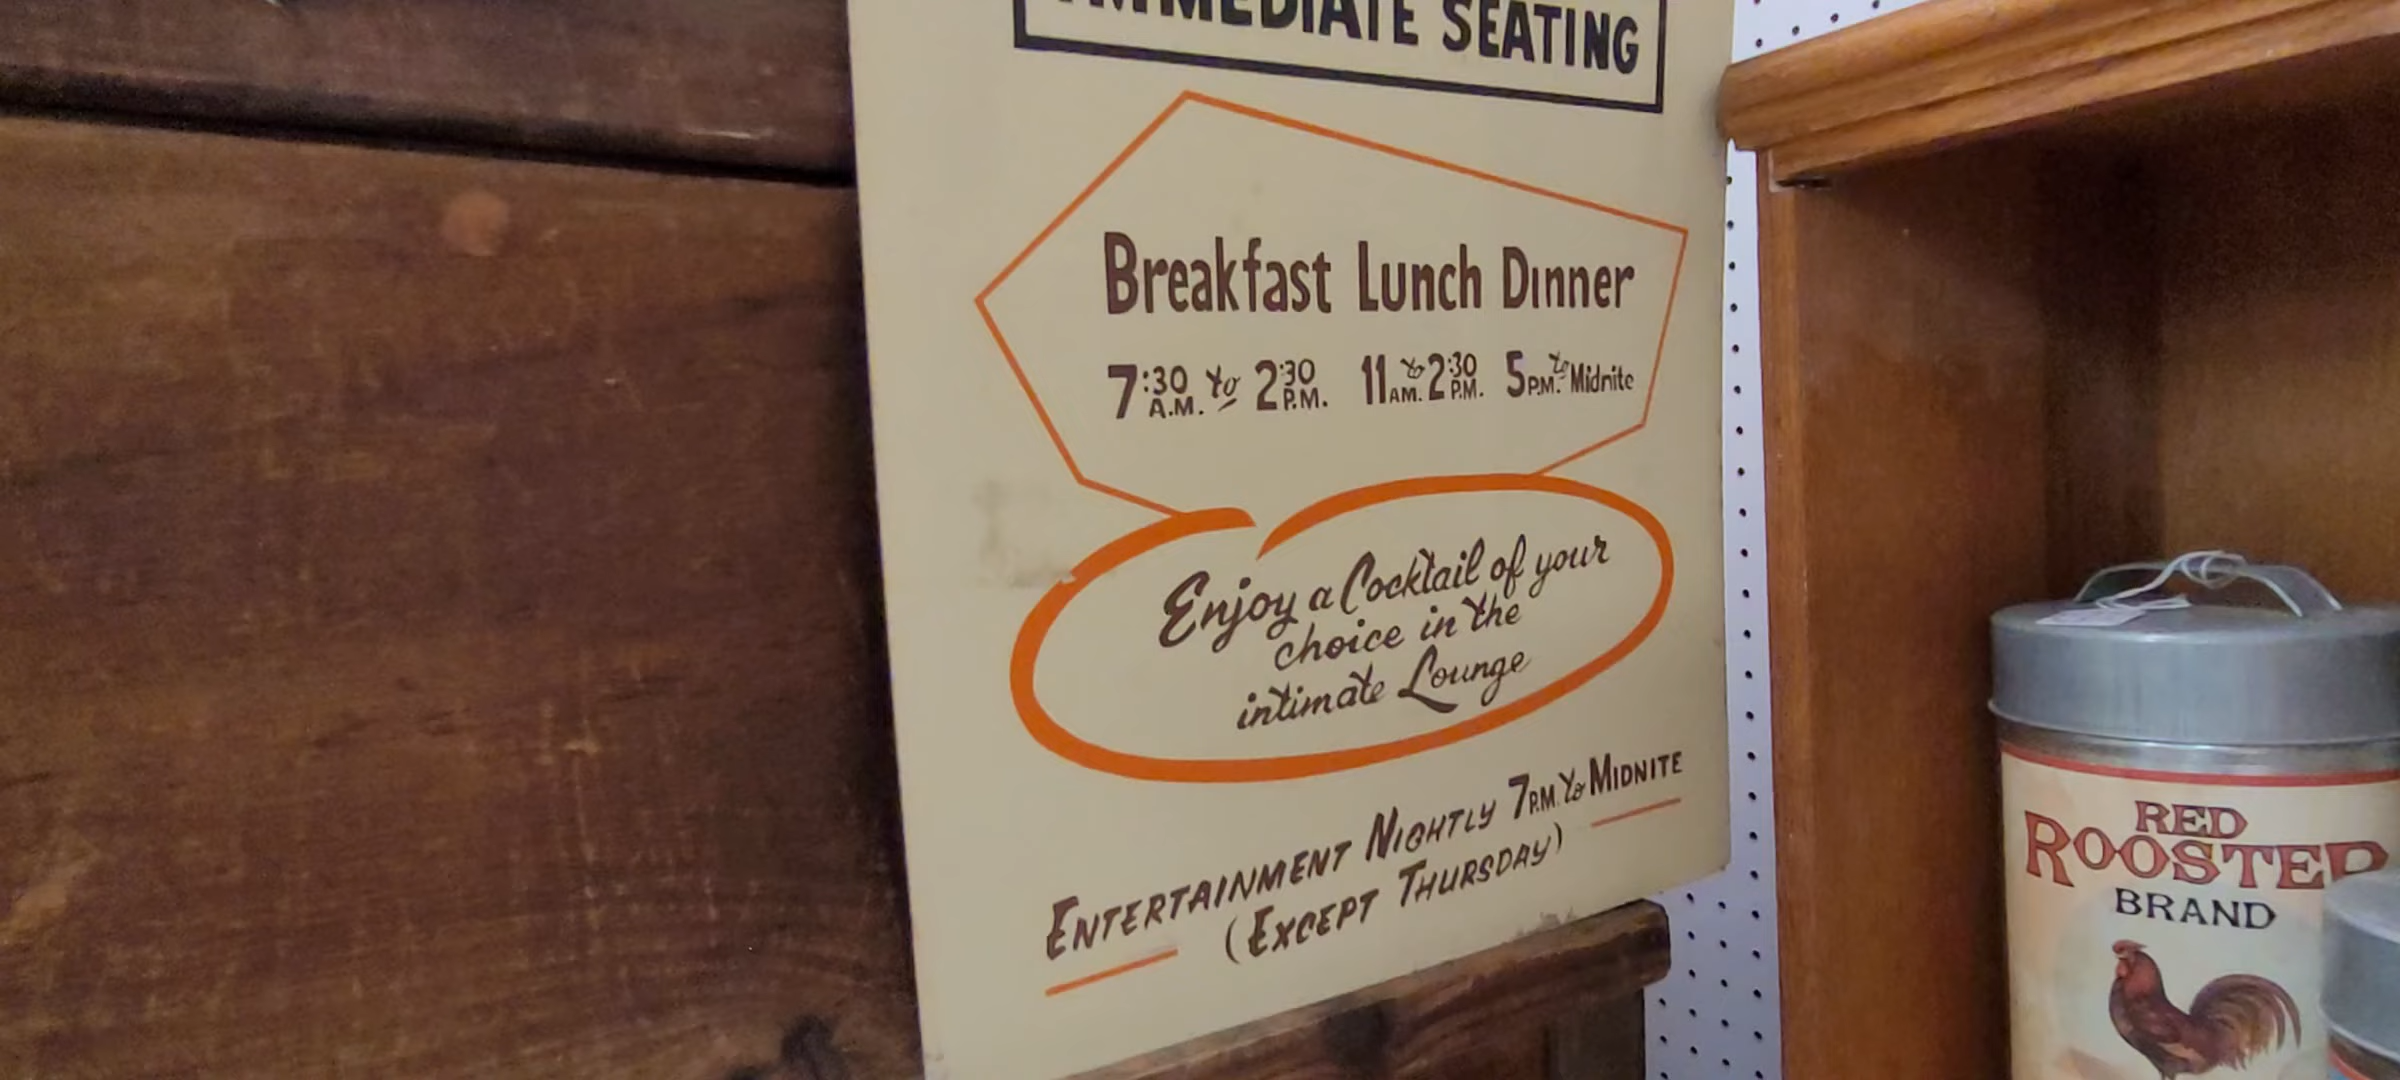 IMMEDIATE SEATING
Breakfast Lunch Dinner
7:30 A.M. to 2:30 P.M. 11 AM. to 2:30 P.M. 5 P.M. to Midnite
Enjoy a Cocktail of your
choice in the
intimate Lounge
ENTERTAINMENT NIGHTLY 7 P.M. to MIDNITE
(EXCEPT THURSDAY)
RED
ROOSTER
BRAND